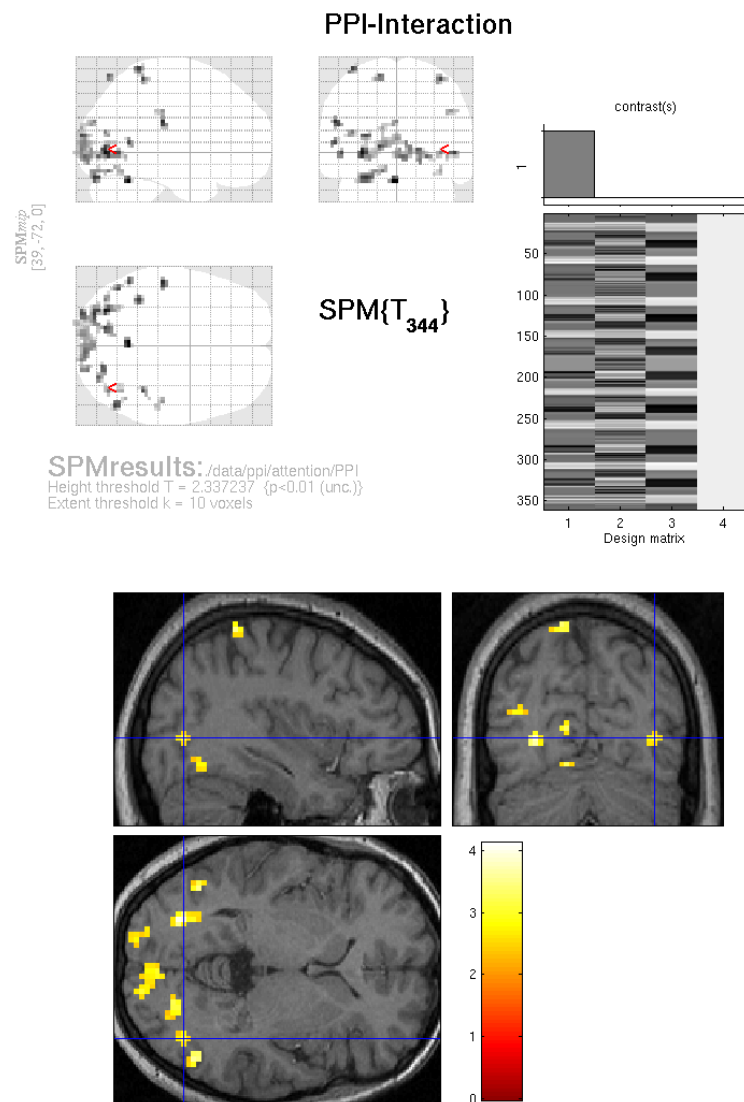 PPI-Interaction
SPMmip
[39, -72, 0]
<
<
<
SPM{T344}
SPMresults: ./data/ppi/attention/PPI
Height threshold T = 2.337237 {p<0.01 (unc.)}
Extent threshold k = 10 voxels
contrast(s)
1
50
100
150
200
250
300
350
1 2 3 4
Design matrix
4
3
2
1
0